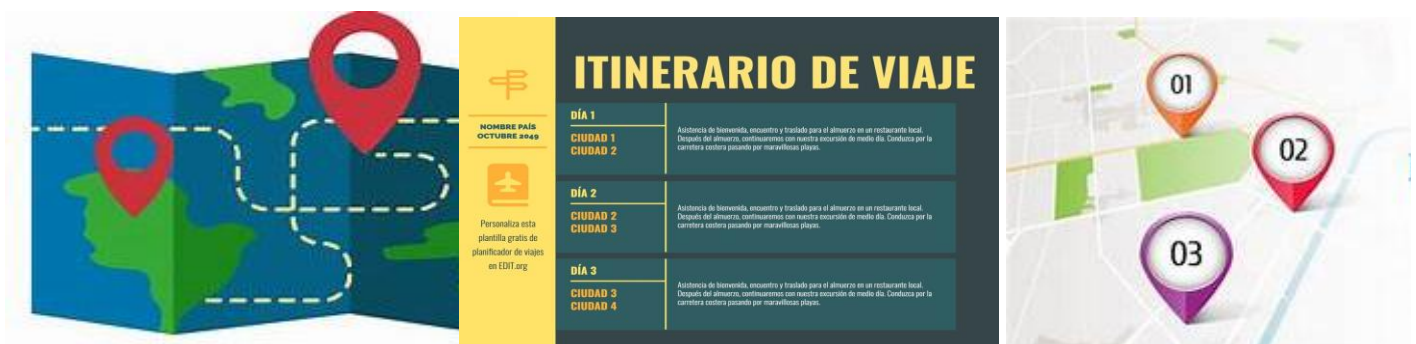 ITINERARIO DE VIAJE
NOMBRE PAÍS
OCTUBRE 2049
Personaliza esta
plantilla gratis de
planificador de viajes
en EDIT.org
DÍA 1
CIUDAD 1
CIUDAD 2
Asistencia de bienvenida, encuentro y traslado para el almuerzo en un restaurante local.
Después del almuerzo, continuaremos con nuestra excursión de medio día. Conduzca por la
carretera costera pasando por maravillosas playas.
DÍA 2
CIUDAD 2
CIUDAD 3
Asistencia de bienvenida, encuentro y traslado para el almuerzo en un restaurante local.
Después del almuerzo, continuaremos con nuestra excursión de medio día. Conduzca por la
carretera costera pasando por maravillosas playas.
DÍA 3
CIUDAD 3
CIUDAD 4
Asistencia de bienvenida, encuentro y traslado para el almuerzo en un restaurante local.
Después del almuerzo, continuaremos con nuestra excursión de medio día. Conduzca por la
carretera costera pasando por maravillosas playas.
01
02
03